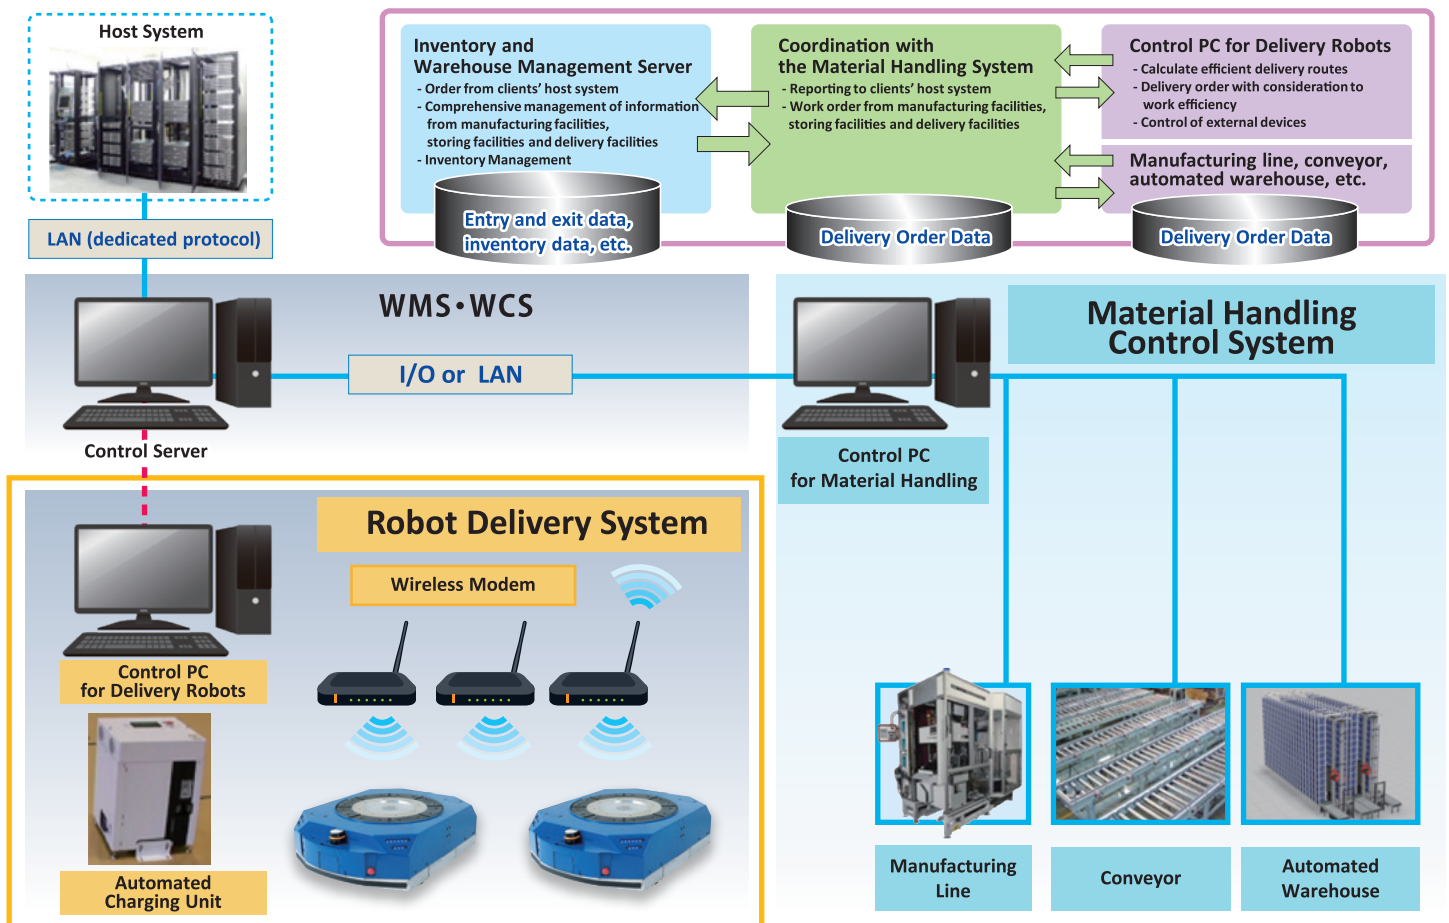 Host System
LAN (dedicated protocol)
Inventory and
Warehouse Management Server
- Order from clients' host system
- Comprehensive management of information
from manufacturing facilities,
storing facilities and delivery facilities
- Inventory Management
Entry and exit data,
inventory data, etc.
Coordination with
the Material Handling System
- Reporting to clients' host system
- Work order from manufacturing facilities,
storing facilities and delivery facilities
Delivery Order Data
Control PC for Delivery Robots
- Calculate efficient delivery routes
- Delivery order with consideration to
work efficiency
- Control of external devices
Manufacturing line, conveyor,
automated warehouse, etc.
Delivery Order Data
WMS・WCS
I/O or LAN
Control Server
Material Handling
Control System
Control PC
for Material Handling
Robot Delivery System
Wireless Modem
Control PC
for Delivery Robots
Automated
Charging Unit
Manufacturing
Line
Conveyor
Automated
Warehouse